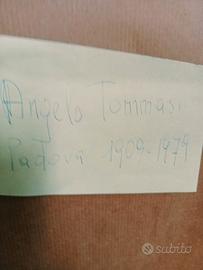 Angelo Tommasi
Padova 1909-1979
subito